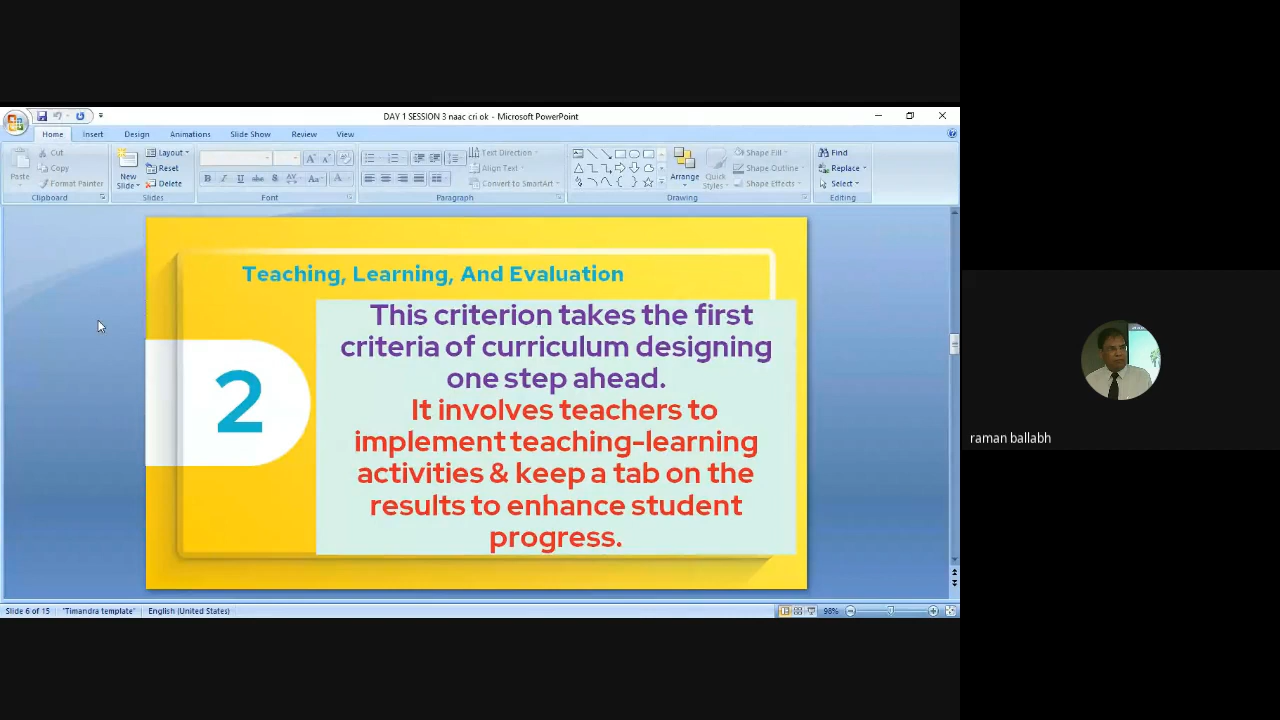 DAY 1 SESSION 3 naac cri ok - Microsoft PowerPoint
Home Insert Design Animations Slide Show Review View
Paste
Cut
Copy
Format Painter
Clipboard
New Slide
Layout
Reset
Delete
Slides
B I U abc S AV Aa A
Font
Text Direction
Align Text
Convert to SmartArt
Paragraph
Arrange
Quick Styles
Shape Fill
Shape Outline
Shape Effects
Drawing
Find
Replace
Select
Editing
Teaching, Learning, And Evaluation
2
This criterion takes the first
criteria of curriculum designing
one step ahead.
It involves teachers to
implement teaching-learning
activities & keep a tab on the
results to enhance student
progress.
raman ballabh
Slide 6 of 15 "Timandra template" English (United States) 98%